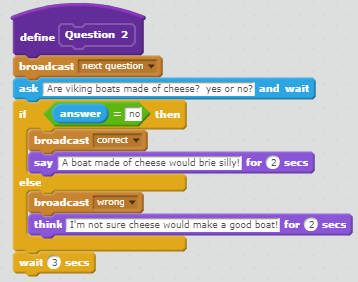 define Question 2
broadcast next question
ask Are viking boats made of cheese? yes or no? and wait
if answer = no then
broadcast correct
say A boat made of cheese would brie silly! for 2 secs
else
broadcast wrong
think I'm not sure cheese would make a good boat! for 2 secs
wait 3 secs